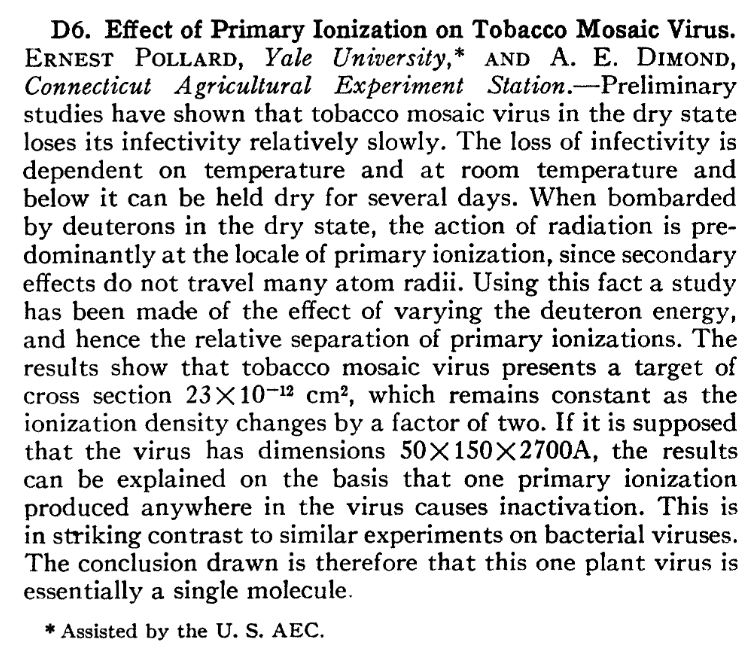 D6. Effect of Primary Ionization on Tobacco Mosaic Virus.
ERNEST POLLARD, Yale University,* AND A. E. DIMOND,
Connecticut Agricultural Experiment Station.—Preliminary
studies have shown that tobacco mosaic virus in the dry state
loses its infectivity relatively slowly. The loss of infectivity is
dependent on temperature and at room temperature and
below it can be held dry for several days. When bombarded
by deuterons in the dry state, the action of radiation is pre-
dominantly at the locale of primary ionization, since secondary
effects do not travel many atom radii. Using this fact a study
has been made of the effect of varying the deuteron energy,
and hence the relative separation of primary ionizations. The
results show that tobacco mosaic virus presents a target of
cross section 23×10⁻¹² cm², which remains constant as the
ionization density changes by a factor of two. If it is supposed
that the virus has dimensions 50×150×2700A, the results
can be explained on the basis that one primary ionization
produced anywhere in the virus causes inactivation. This is
in striking contrast to similar experiments on bacterial viruses.
The conclusion drawn is therefore that this one plant virus is
essentially a single molecule.
* Assisted by the U. S. AEC.